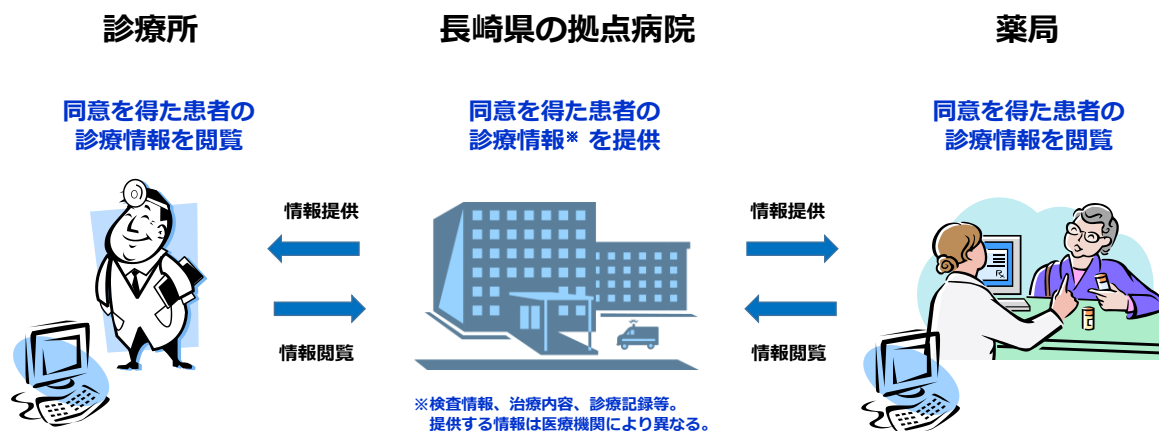 診療所
長崎県の拠点病院
薬局
同意を得た患者の
診療情報を閲覧
同意を得た患者の
診療情報※ を提供
同意を得た患者の
診療情報を閲覧
情報提供
情報提供
情報閲覧
情報閲覧
※検査情報、治療内容、診療記録等。
提供する情報は医療機関により異なる。